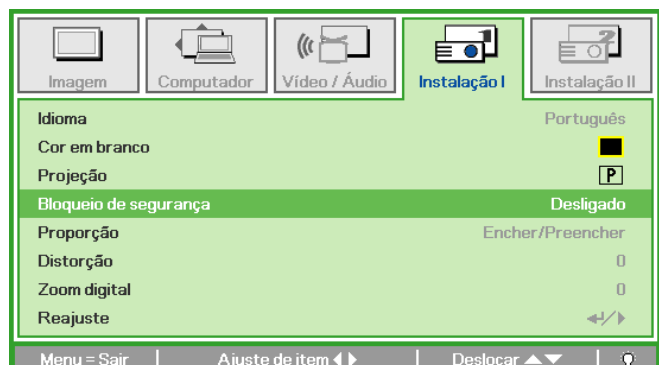 Imagem Computador Vídeo / Áudio Instalação I Instalação II
Idioma Português
Cor em branco
Projeção P
Bloqueio de segurança Desligado
Proporção Encher/Preencher
Distorção 0
Zoom digital 0
Reajuste
Menu = Sair Ajuste de item Deslocar